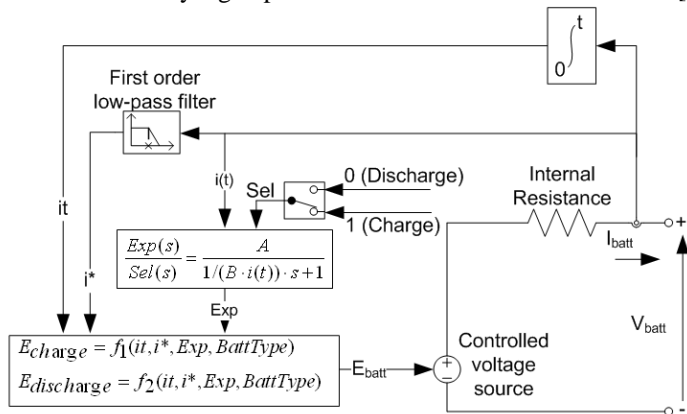 t
∫
0
First order
low-pass filter
it
i*
i(t)
Sel
0 (Discharge)
1 (Charge)
Internal
Resistance
+
I_batt
Exp(s)/Sel(s) = A/(1/(B·i(t))·s+1)
Exp
E_charge = f_1(it,i*,Exp,BattType)
E_discharge = f_2(it,i*,Exp,BattType)
E_batt
Controlled
voltage
source
+
-
V_batt
-